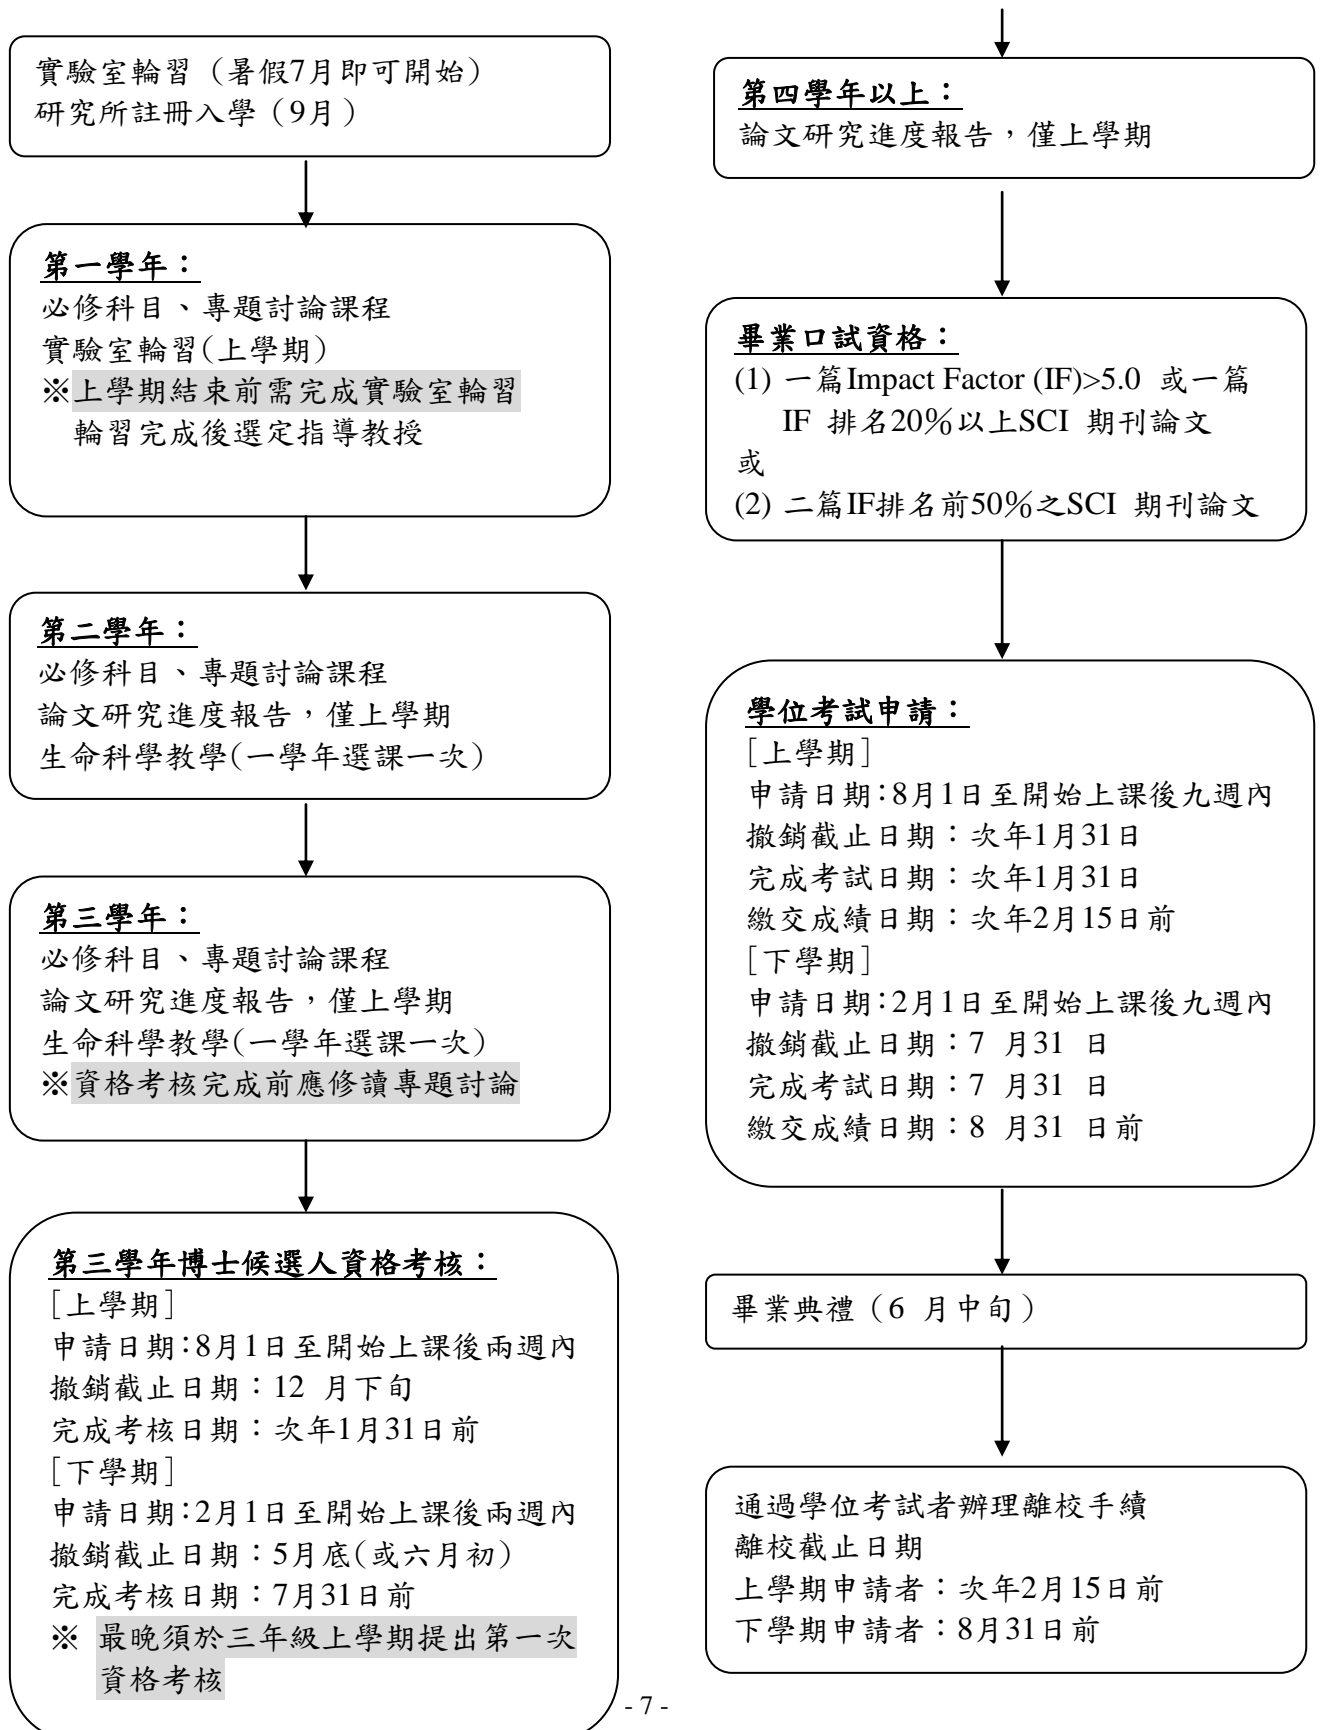 實驗室輪習（暑假7月即可開始）
研究所註冊入學（9月）
第一學年：
必修科目、專題討論課程
實驗室輪習(上學期)
※上學期結束前需完成實驗室輪習
輪習完成後選定指導教授
第二學年：
必修科目、專題討論課程
論文研究進度報告，僅上學期
生命科學教學(一學年選課一次)
第三學年：
必修科目、專題討論課程
論文研究進度報告，僅上學期
生命科學教學(一學年選課一次)
※資格考核完成前應修讀專題討論
第三學年博士候選人資格考核：
[上學期]
申請日期：8月1日至開始上課後兩週內
撤銷截止日期：12 月下旬
完成考核日期：次年1月31日前
[下學期]
申請日期：2月1日至開始上課後兩週內
撤銷截止日期：5月底(或六月初)
完成考核日期：7月31日前
※ 最晚須於三年級上學期提出第一次
資格考核
第四學年以上：
論文研究進度報告，僅上學期
畢業口試資格：
(1) 一篇Impact Factor (IF)>5.0 或一篇
IF 排名20%以上SCI 期刊論文
或
(2) 二篇IF排名前50%之SCI 期刊論文
學位考試申請：
[上學期]
申請日期：8月1日至開始上課後九週內
撤銷截止日期：次年1月31日
完成考試日期：次年1月31日
繳交成績日期：次年2月15日前
[下學期]
申請日期：2月1日至開始上課後九週內
撤銷截止日期：7 月31 日
完成考試日期：7 月31 日
繳交成績日期：8 月31 日前
畢業典禮（6 月中旬）
通過學位考試者辦理離校手續
離校截止日期
上學期申請者：次年2月15日前
下學期申請者：8月31日前
- 7 -